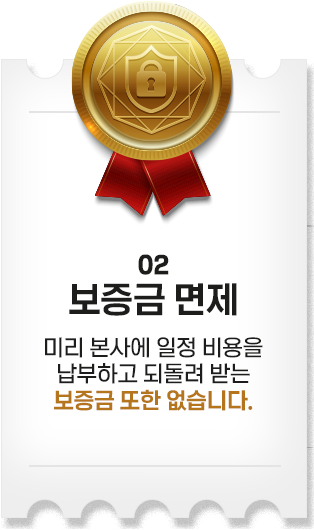 02
보증금 면제
미리 본사에 일정 비용을
납부하고 되돌려 받는
보증금 또한 없습니다.